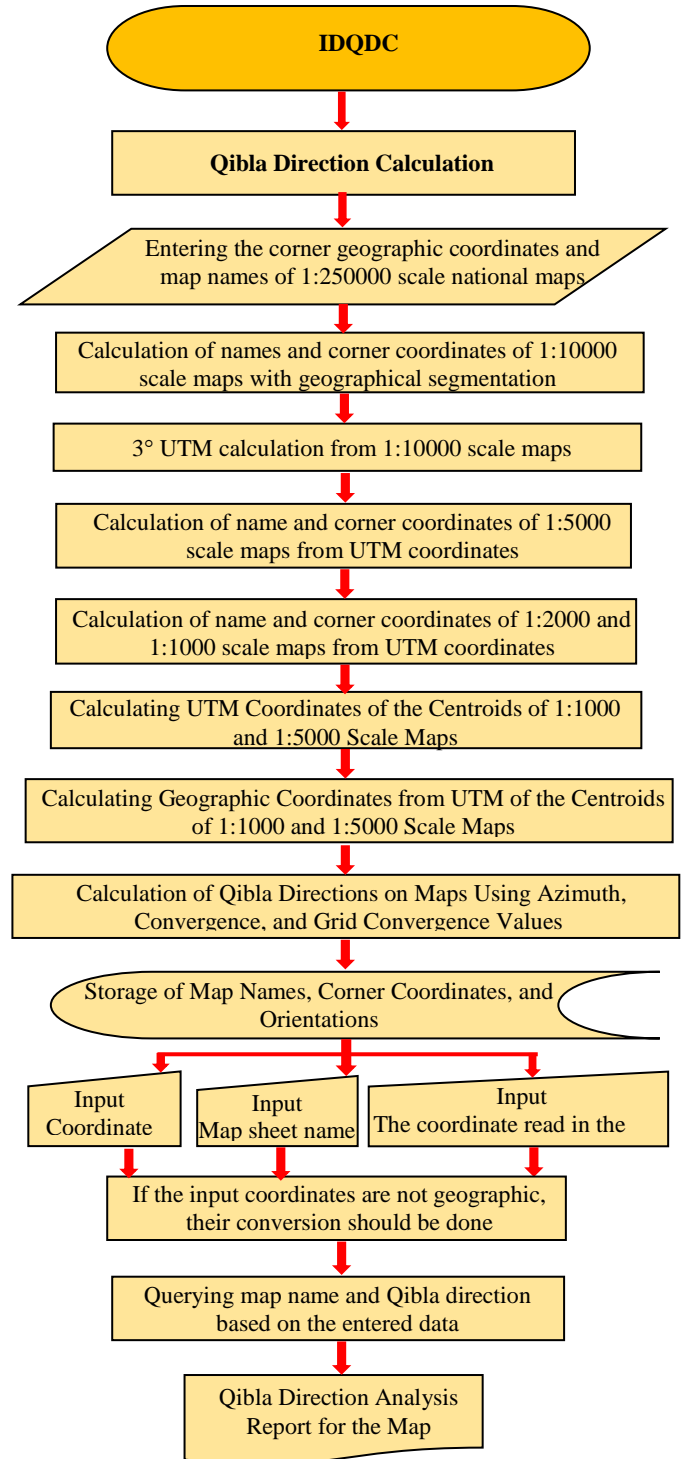 IDQDC
Qibla Direction Calculation
Entering the corner geographic coordinates and
map names of 1:250000 scale national maps
Calculation of names and corner coordinates of 1:10000
scale maps with geographical segmentation
3° UTM calculation from 1:10000 scale maps
Calculation of name and corner coordinates of 1:5000
scale maps from UTM coordinates
Calculation of name and corner coordinates of 1:2000 and
1:1000 scale maps from UTM coordinates
Calculating UTM Coordinates of the Centroids of 1:1000
and 1:5000 Scale Maps
Calculating Geographic Coordinates from UTM of the Centroids
of 1:1000 and 1:5000 Scale Maps
Calculation of Qibla Directions on Maps Using Azimuth,
Convergence, and Grid Convergence Values
Storage of Map Names, Corner Coordinates, and
Orientations
Input
Coordinate
Input
Map sheet name
Input
The coordinate read in the
If the input coordinates are not geographic,
their conversion should be done
Querying map name and Qibla direction
based on the entered data
Qibla Direction Analysis
Report for the Map